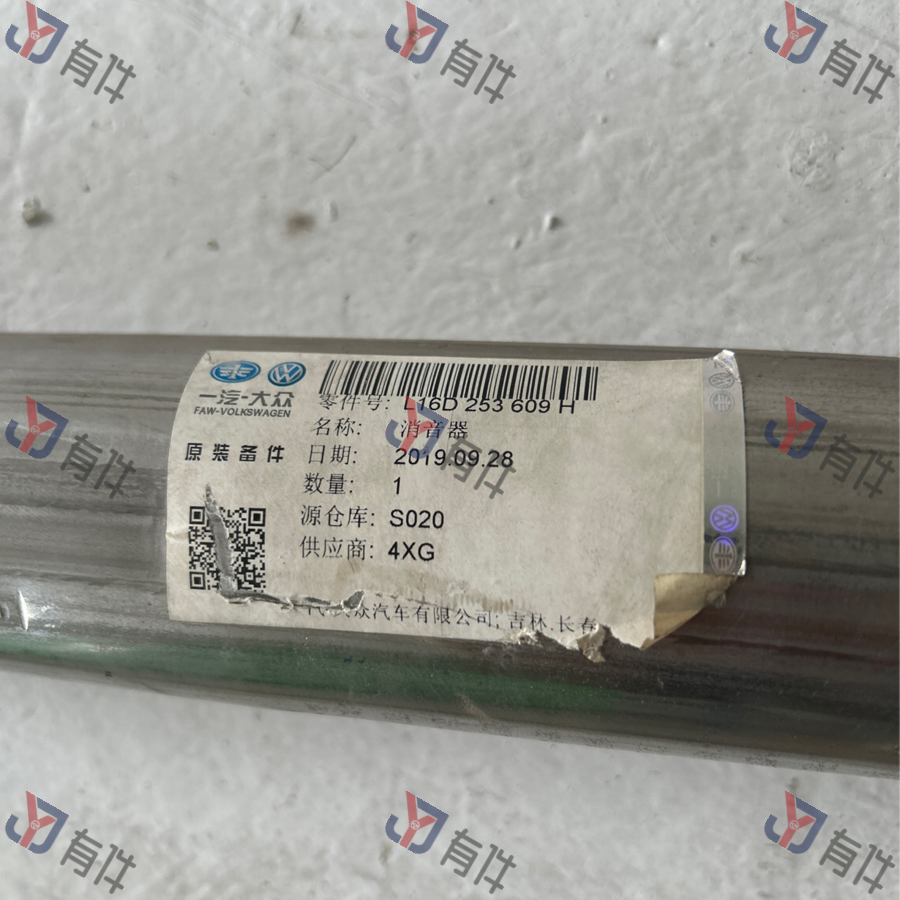 有件
有件
有件
一汽-大众
FAW-VOLKSWAGEN
原装备件
零件号: L16D 253 609 H
名称: 消音器
日期: 2019.09.28
数量: 1
源仓库: S020
供应商: 4XG
众汽车有限公司; 吉林.长春
有件
有件
有件
有件
有件
有件